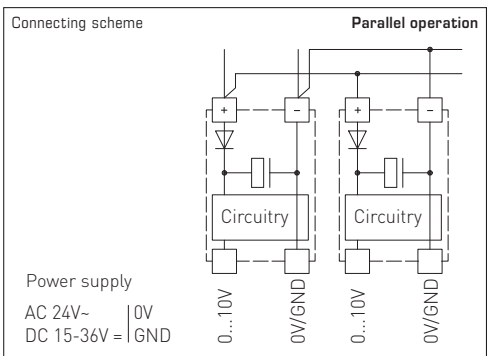 Connecting scheme
Parallel operation
+ − + −
Circuitry Circuitry
Power supply
AC 24V~ 0V
DC 15-36V = GND
0...10V
0V/GND
0...10V
0V/GND